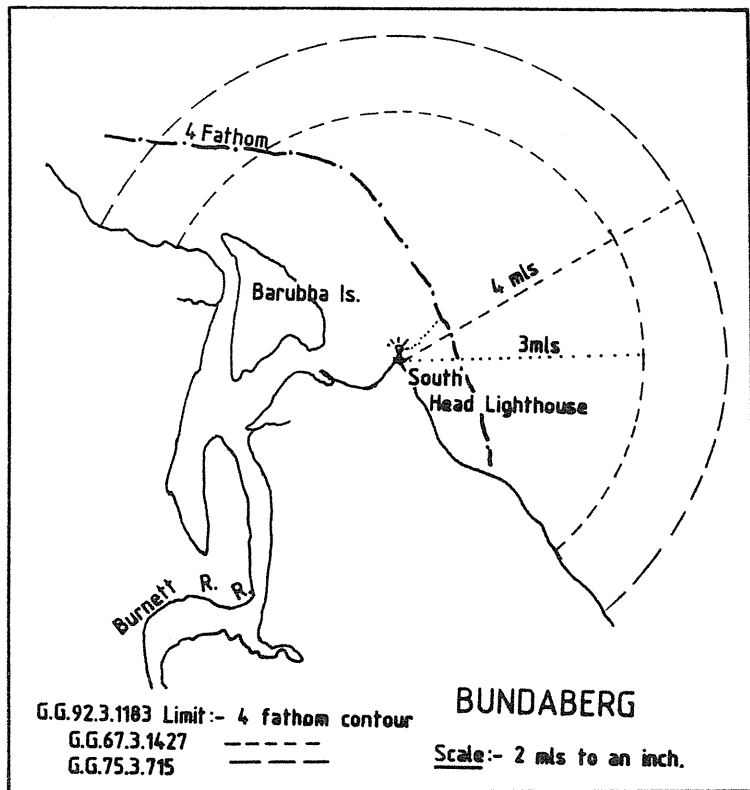 4 Fathom
4 mls
Barubba Is.
3mls
South
Head Lighthouse
Burnett R. R.
BUNDABERG
G.G.92.3.1183 Limit:- 4 fathom contour
G.G.67.3.1427
G.G.75.3.715
Scale:- 2 mls to an inch.